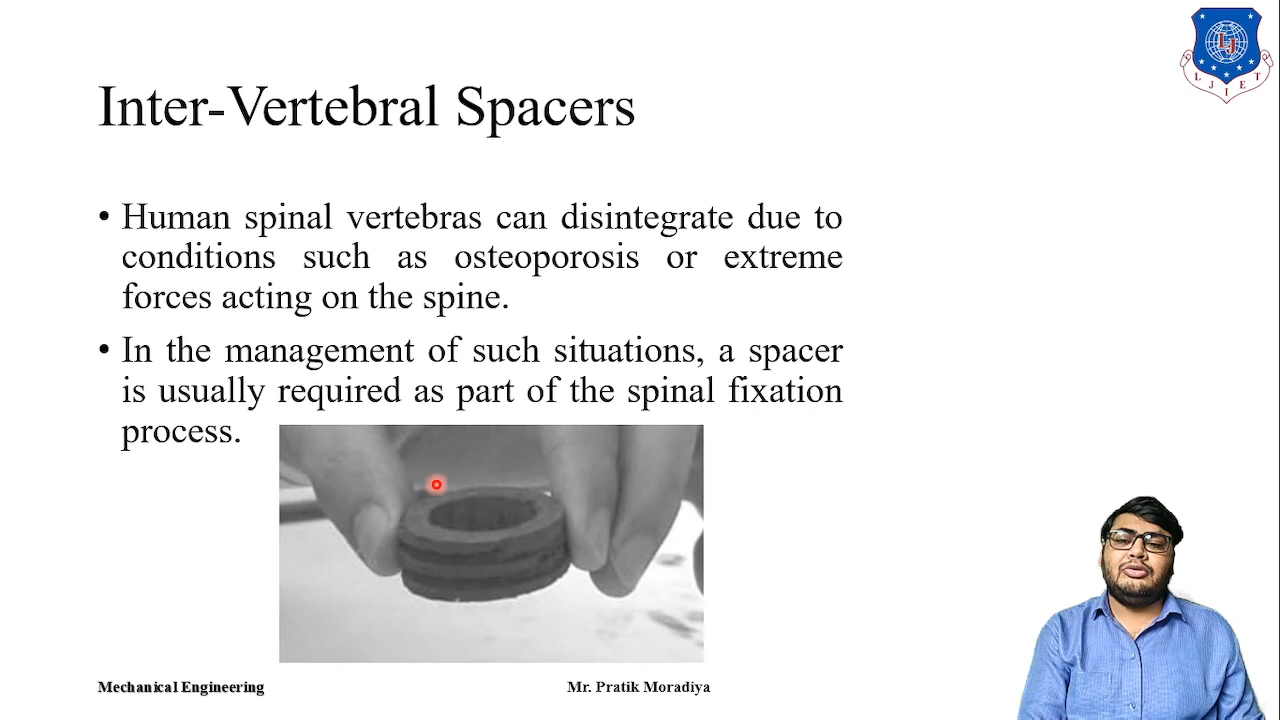 Inter-Vertebral Spacers
• Human spinal vertebras can disintegrate due to
conditions such as osteoporosis or extreme
forces acting on the spine.
• In the management of such situations, a spacer
is usually required as part of the spinal fixation
process.
Mechanical Engineering
Mr. Pratik Moradiya
LJ
L J I E T